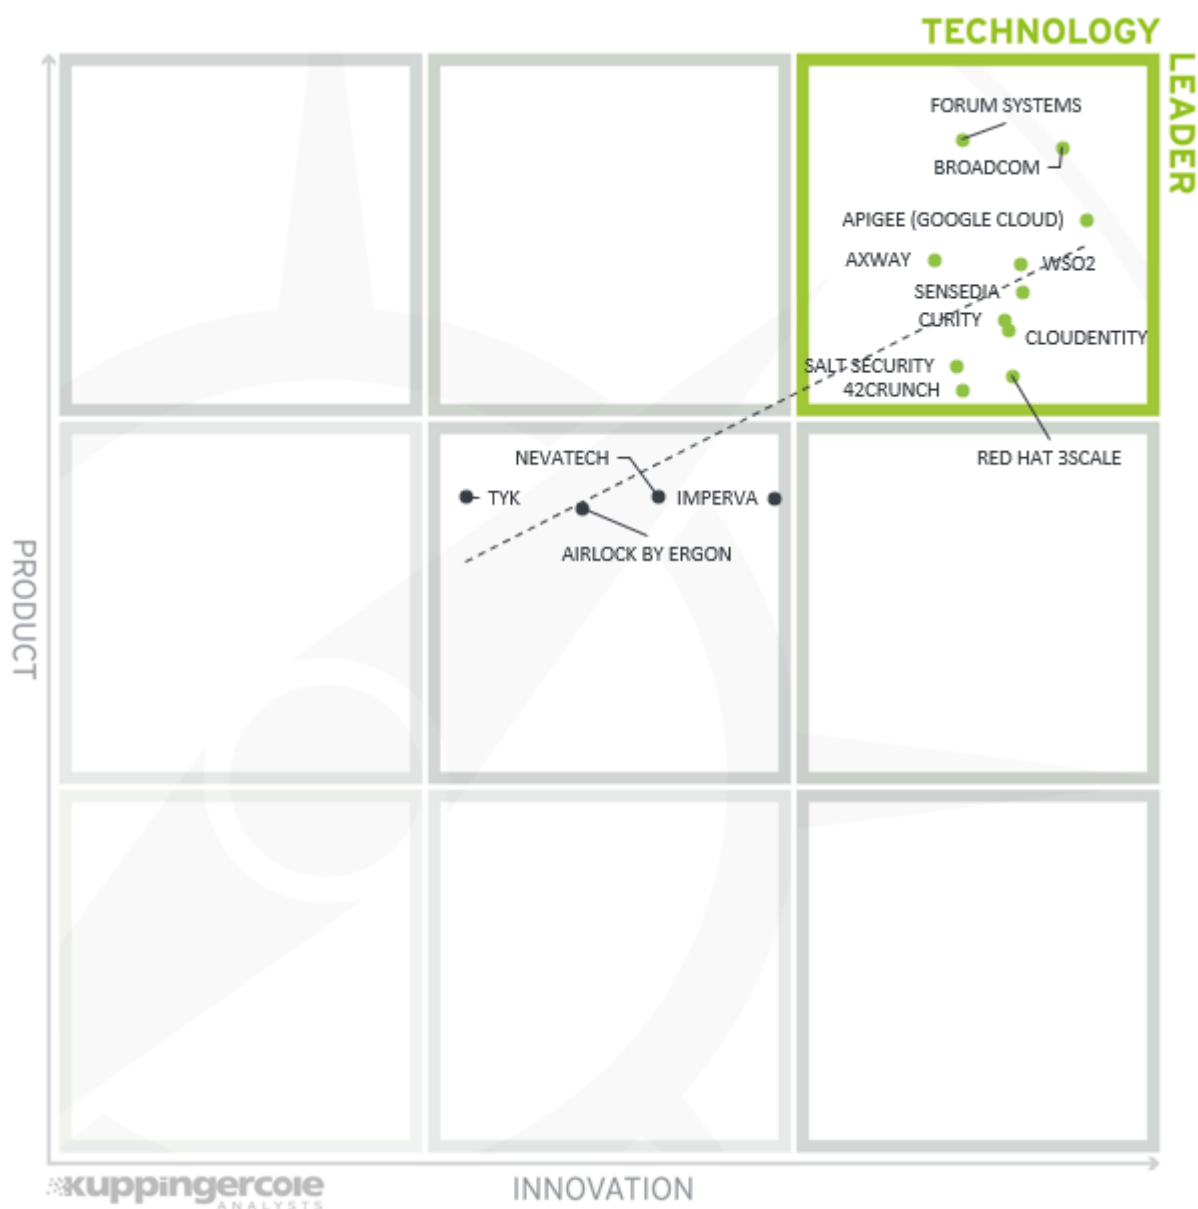 TECHNOLOGY
LEADER
FORUM SYSTEMS
BROADCOM
APIGEE (GOOGLE CLOUD)
AXWAY
WSO2
SENSEDIA
CURITY
CLOUDENTITY
SALT SECURITY
42CRUNCH
RED HAT 3SCALE
NEVATECH
TYK
IMPERVA
AIRLOCK BY ERGON
PRODUCT
INNOVATION
kuppingercole
ANALYSTS